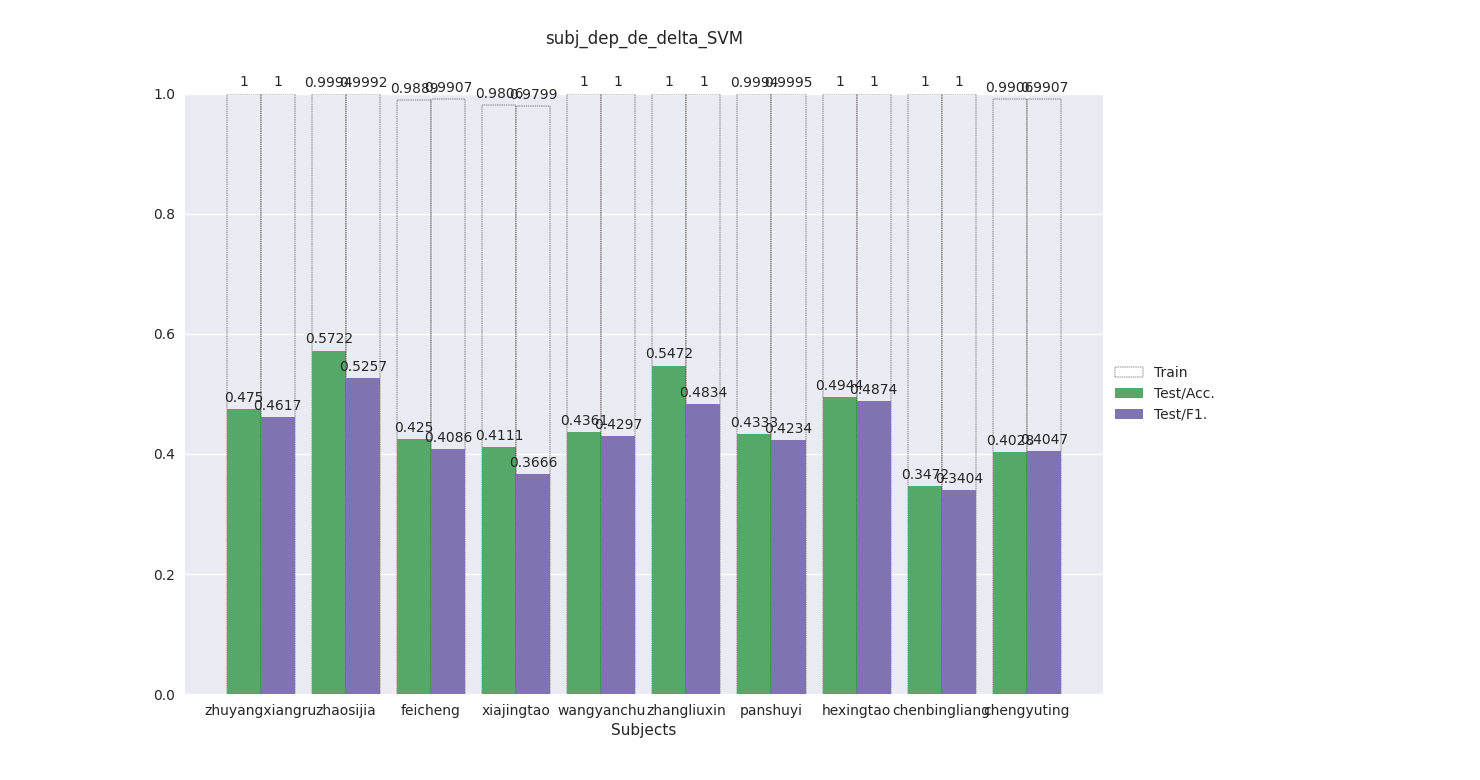 subj_dep_de_delta_SVM
1 1 0.9994 0.9992 0.9889 0.9907 0.9806 0.9799 1 1 1 1 0.9994 0.9995 1 1 1 1 0.9906 0.9907
1.0
0.8
0.6
0.4
0.2
0.0
0.475 0.4617 0.5722 0.5257 0.425 0.4086 0.4111 0.3666 0.4361 0.4297 0.5472 0.4834 0.4333 0.4234 0.4944 0.4874 0.3472 0.3404 0.4028 0.4047
zhuyangxiangru zhaosijia feicheng xiajingtao wangyanchu zhangliuxin panshuyi hexingtao chenbingliang chengyuting
Subjects
Train
Test/Acc.
Test/F1.